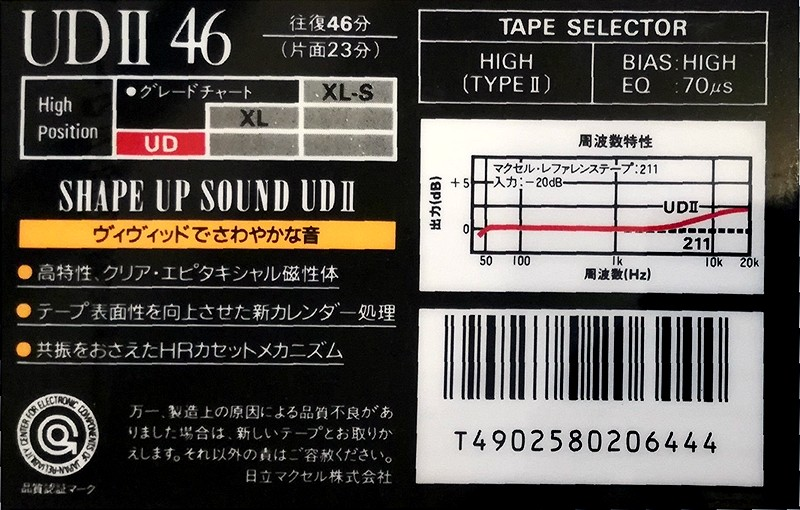 UDⅡ 46
往復46分
(片面23分)
High
Position
●グレードチャート
XL-S
XL
UD
SHAPE UP SOUND UDⅡ
ヴィヴィッドでさわやかな音
●高特性、クリア・エピタキシャル磁性体
●テープ表面性を向上させた新カレンダー処理
●共振をおさえたHRカセットメカニズム
RELIABILITY CENTER FOR ELECTRONIC COMPONENTS OF JAPAN
品質認証マーク
万一、製造上の原因による品質不良があ
りました場合は、新しいテープとお取りか
えします。それ以外の責はご容赦ください。
日立マクセル株式会社
TAPE SELECTOR
HIGH
(TYPEⅡ)
BIAS:HIGH
EQ :70μs
周波数特性
マクセル・レファレンステープ:211
入力:-20dB
出力(dB)
+5
0
UDⅡ
211
50 100 1k 10k 20k
周波数(Hz)
T4902580206444